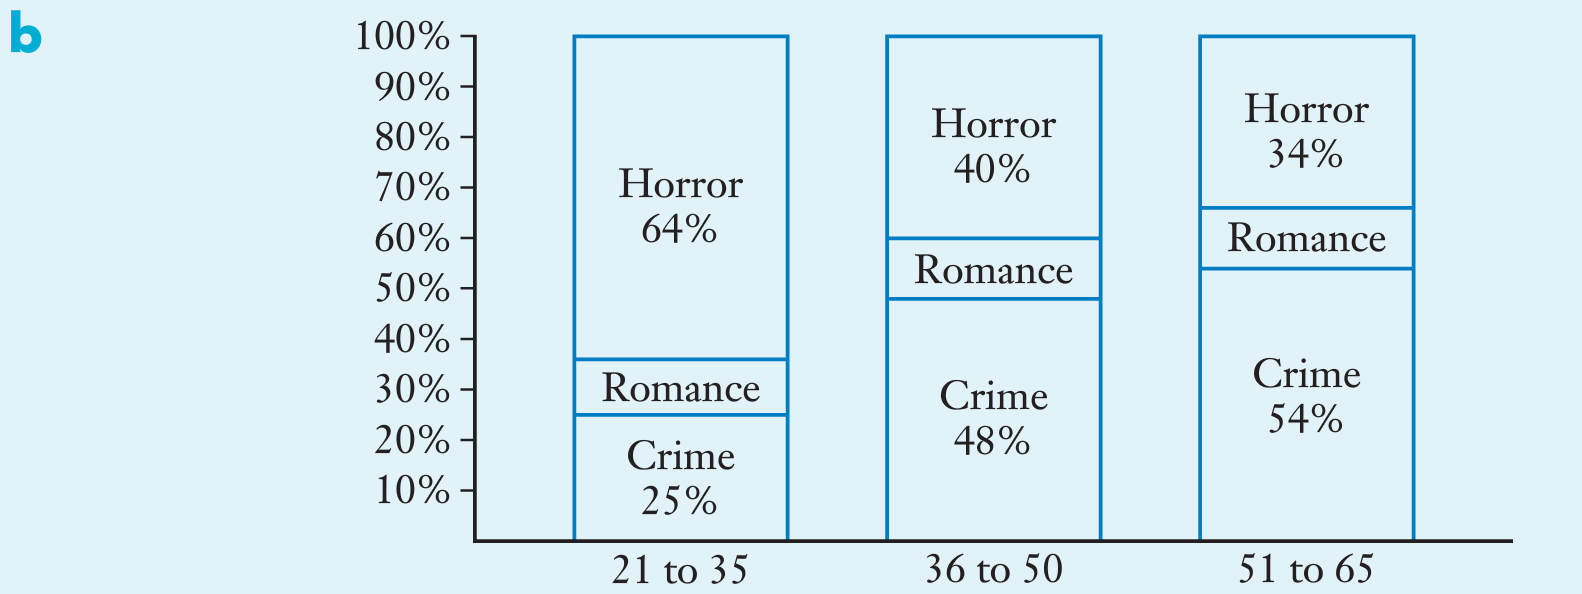 b
100%
90%
80%
70%
60%
50%
40%
30%
20%
10%
Horror
64%
Romance
Crime
25%
Horror
40%
Romance
Crime
48%
Horror
34%
Romance
Crime
54%
21 to 35
36 to 50
51 to 65